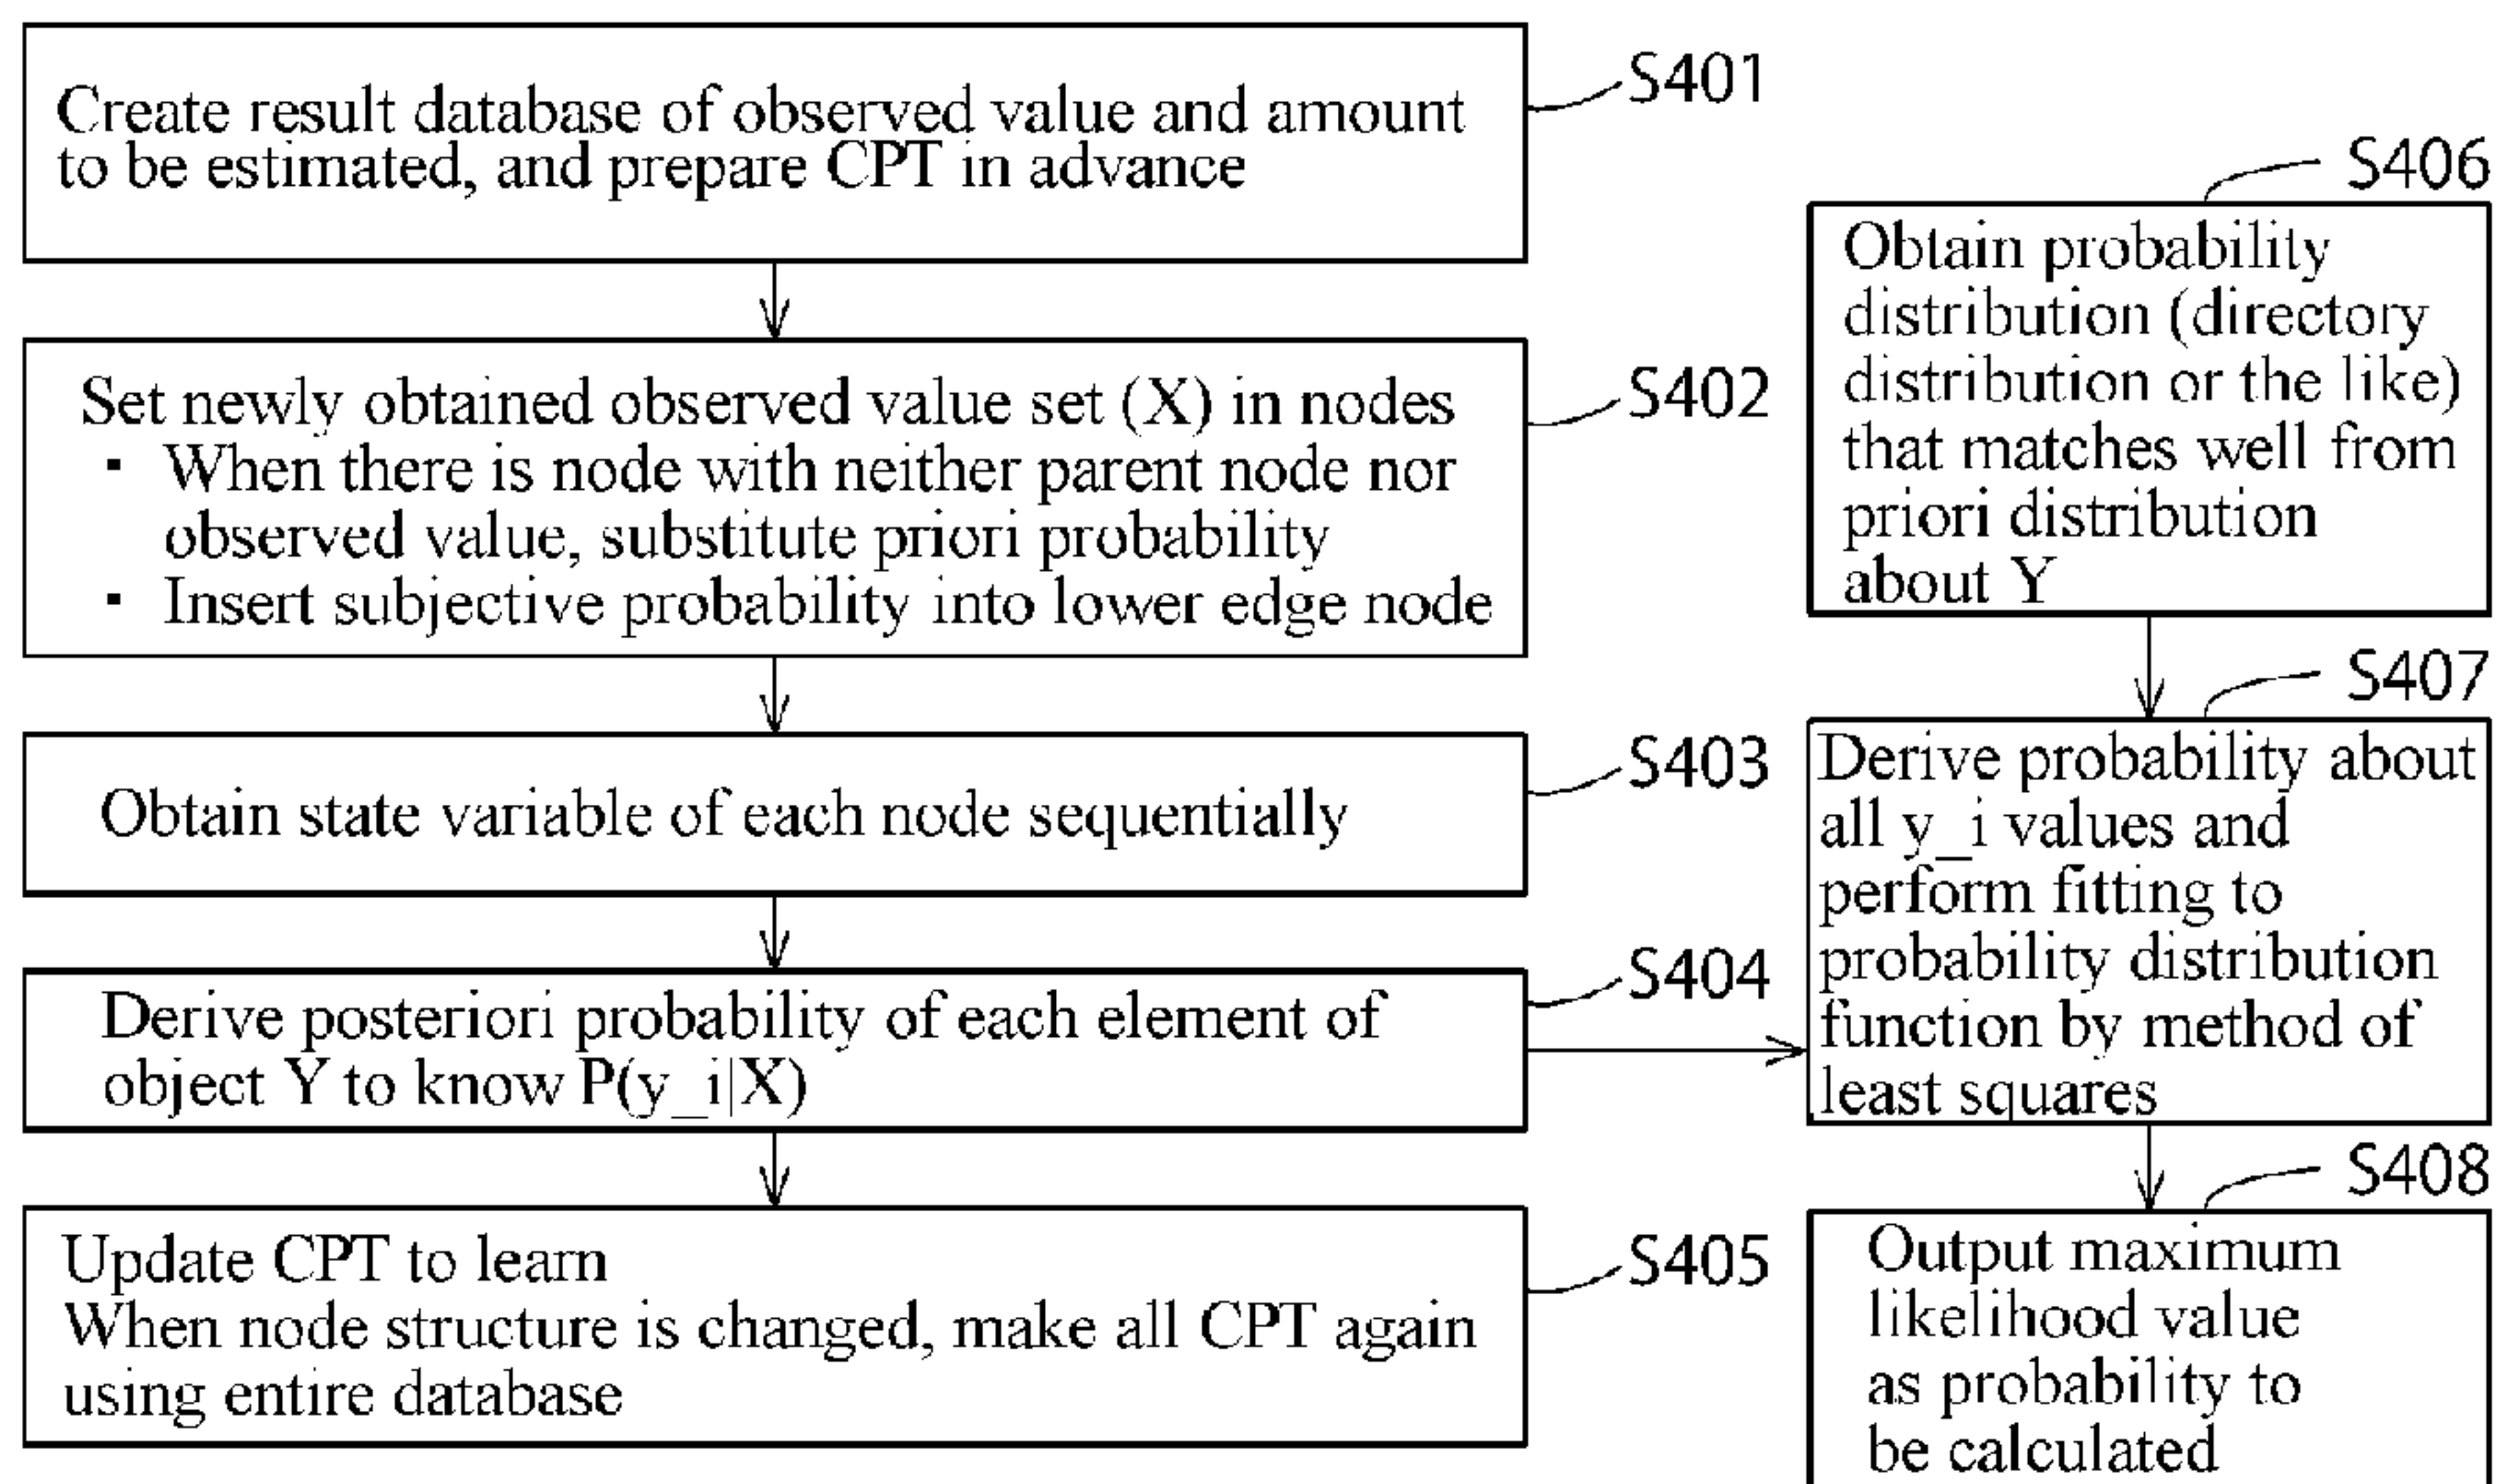 Create result database of observed value and amount
to be estimated, and prepare CPT in advance
S401
Set newly obtained observed value set (X) in nodes
▪ When there is node with neither parent node nor
observed value, substitute priori probability
▪ Insert subjective probability into lower edge node
S402
Obtain state variable of each node sequentially
S403
Derive posteriori probability of each element of
object Y to know P(y_i|X)
S404
Update CPT to learn
When node structure is changed, make all CPT again
using entire database
S405
S406
Obtain probability
distribution (directory
distribution or the like)
that matches well from
priori distribution
about Y
S407
Derive probability about
all y_i values and
perform fitting to
probability distribution
function by method of
least squares
S408
Output maximum
likelihood value
as probability to
be calculated